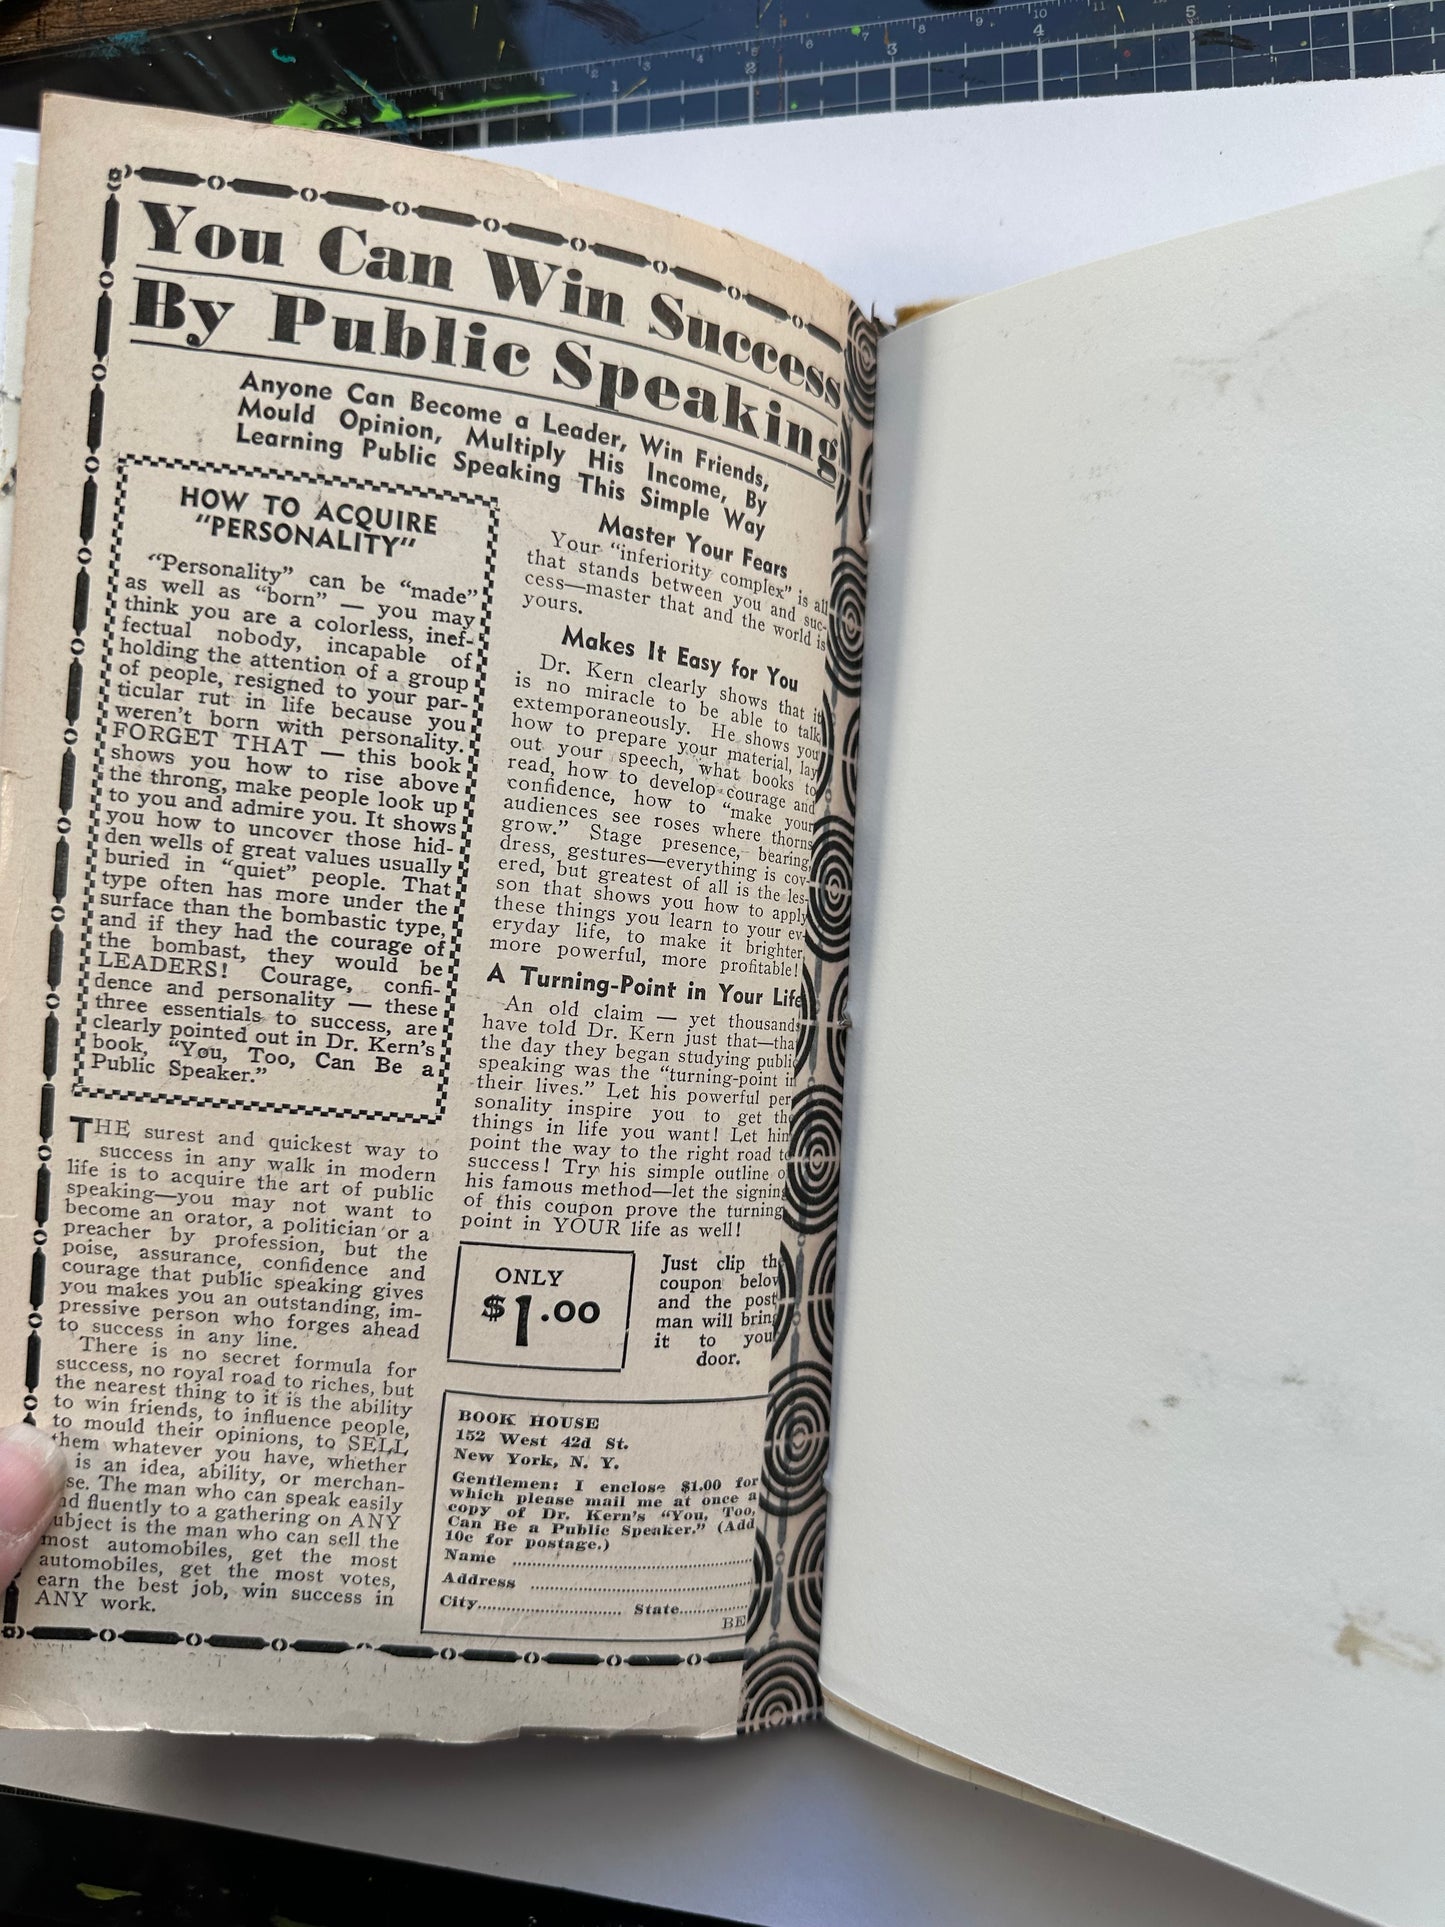 You Can Win Success
By Public Speaking
Anyone Can Become a Leader, Win Friends,
Mould Opinion, Multiply His Income, By
Learning Public Speaking This Simple Way
HOW TO ACQUIRE
"PERSONALITY"
"Personality" can be "made"
as well as "born" — you may
think you are a colorless, inef-
fectual nobody, incapable of
holding the attention of a group
of people, resigned to your par-
ticular rut in life because you
weren't born with personality.
FORGET THAT — this book
shows you how to rise above
the throng, make people look up
to you and admire you. It shows
you how to uncover those hid-
den wells of great values usually
buried in "quiet" people. That
type often has more under the
surface than the bombastic type,
and if they had the courage of
the bombast, they would be
LEADERS! Courage, confi-
dence and personality — these
three essentials to success, are
clearly pointed out in Dr. Kern's
book, "You, Too, Can Be a
Public Speaker."
THE surest and quickest way to
success in any walk in modern
life is to acquire the art of public
speaking—you may not want to
become an orator, a politician or a
preacher by profession, but the
poise, assurance, confidence and
courage that public speaking gives
you makes you an outstanding, im-
pressive person who forges ahead
to success in any line.
There is no secret formula for
success, no royal road to riches, but
the nearest thing to it is the ability
to win friends, to influence people,
to mould their opinions, to SELL
them whatever you have, whether
is an idea, ability, or merchan-
se. The man who can speak easily
nd fluently to a gathering on ANY
ubject is the man who can sell the
most automobiles, get the most
automobiles, get the most votes,
earn the best job, win success in
ANY work.
Master Your Fears
Your "inferiority complex" is all
that stands between you and suc-
cess—master that and the world is
yours.
Makes It Easy for You
Dr. Kern clearly shows that it
is no miracle to be able to talk
extemporaneously. He shows you
how to prepare your material, lay
out your speech, what books to
read, how to develop courage and
confidence, how to "make your
audiences see roses where thorns
grow." Stage presence, bearing,
dress, gestures—everything is cov-
ered, but greatest of all is the les-
son that shows you how to apply
these things you learn to your ev-
eryday life, to make it brighter,
more powerful, more profitable!
A Turning-Point in Your Life
An old claim — yet thousands
have told Dr. Kern just that—tha
the day they began studying public
speaking was the "turning-point in
their lives." Let his powerful per
sonality inspire you to get the
things in life you want! Let him
point the way to the right road to
success! Try his simple outline o
his famous method—let the signing
of this coupon prove the turning
point in YOUR life as well!
ONLY
$1.00
Just clip th
coupon below
and the post
man will bring
it to your
door.
BOOK HOUSE
152 West 42d St.
New York, N. Y.
Gentlemen: I enclose $1.00 for
which please mail me at once a
copy of Dr. Kern's "You, Too,
Can Be a Public Speaker." (Add
10c for postage.)
Name
Address
City State
BE
10
11
4
5
6
7
3
8
9
1
2